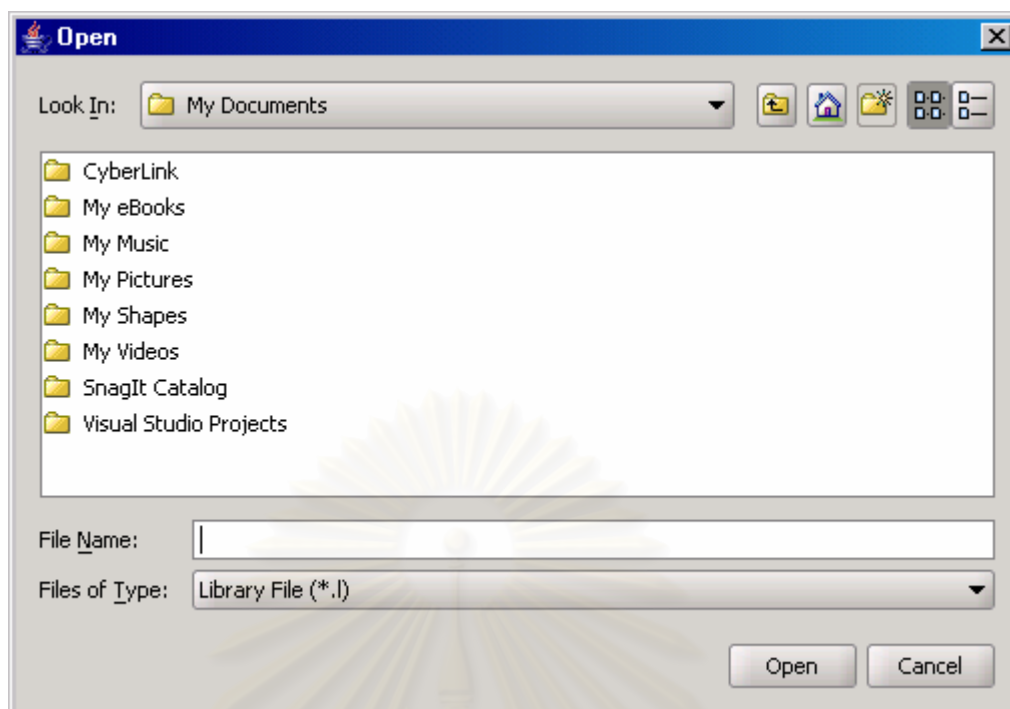 Open
Look In: My Documents
CyberLink
My eBooks
My Music
My Pictures
My Shapes
My Videos
SnagIt Catalog
Visual Studio Projects
File Name:
Files of Type: Library File (*.l)
Open Cancel